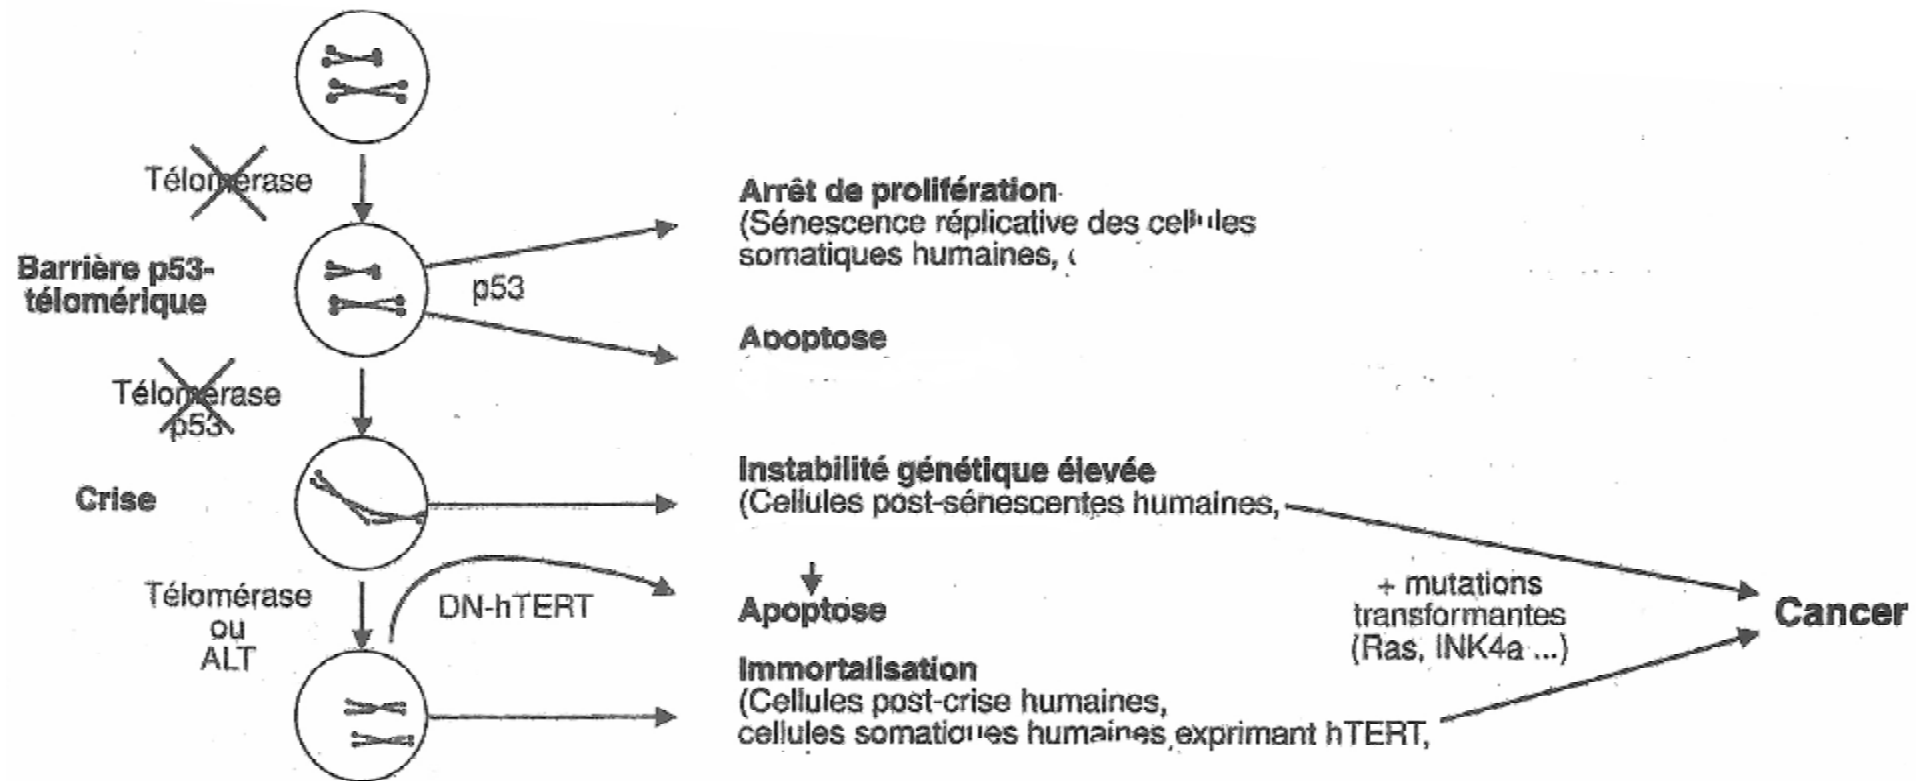 Télomérase
Arrêt de prolifération
(Sénescence réplicative des cellules
somatiques humaines,
Barrière p53-
télomérique
p53
Apoptose
Télomérase
p53
Crise
Instabilité génétique élevée
(Cellules post-sénescentes humaines,
Télomérase
ou
ALT
DN-hTERT
Apoptose
+ mutations
transformantes
(Ras, INK4a ...)
Cancer
Immortalisation
(Cellules post-crise humaines,
cellules somatiques humaines exprimant hTERT,